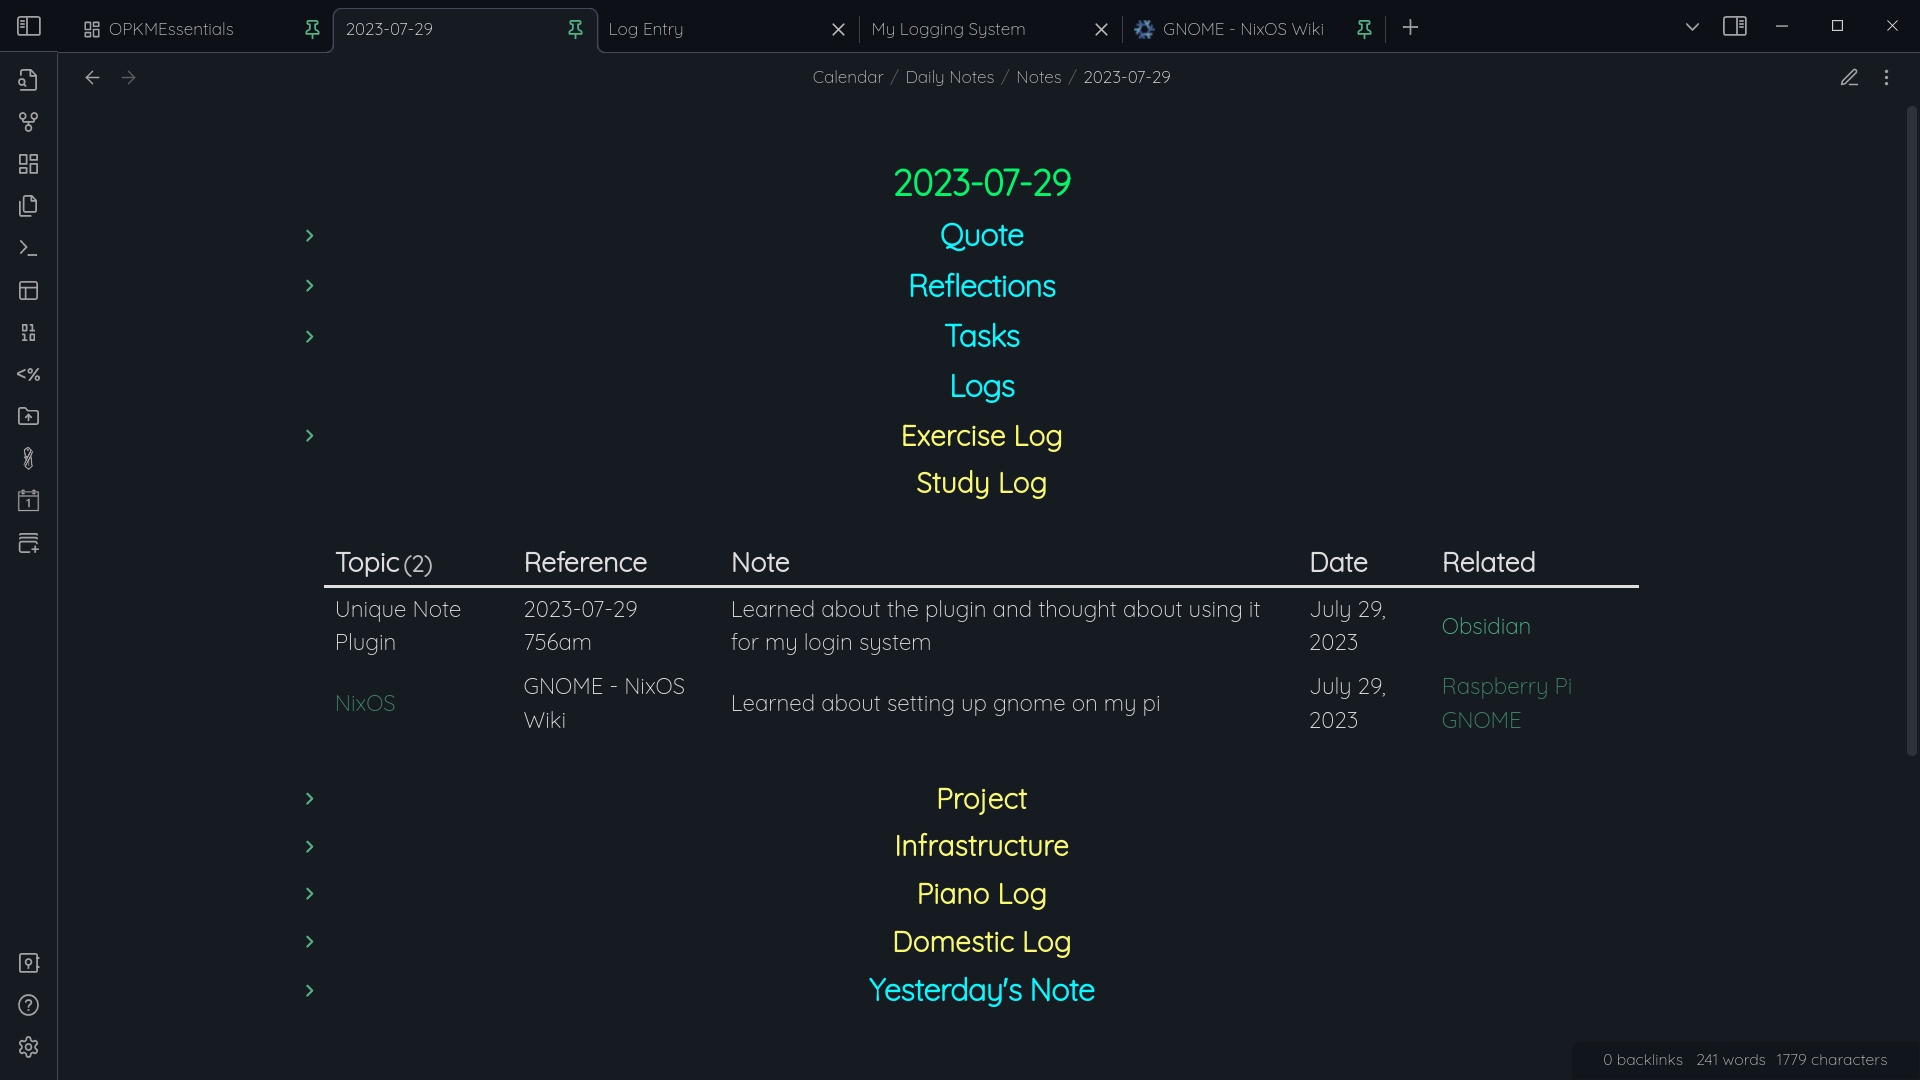 OPKMEssentials
2023-07-29
Log Entry
My Logging System
GNOME - NixOS Wiki
Calendar / Daily Notes / Notes / 2023-07-29
2023-07-29
Quote
Reflections
Tasks
Logs
Exercise Log
Study Log
Topic (2) Reference Note Date Related
Unique Note Plugin 2023-07-29 756am Learned about the plugin and thought about using it for my login system July 29, 2023 Obsidian
NixOS GNOME - NixOS Wiki Learned about setting up gnome on my pi July 29, 2023 Raspberry Pi GNOME
Project
Infrastructure
Piano Log
Domestic Log
Yesterday's Note
0 backlinks 241 words 1779 characters